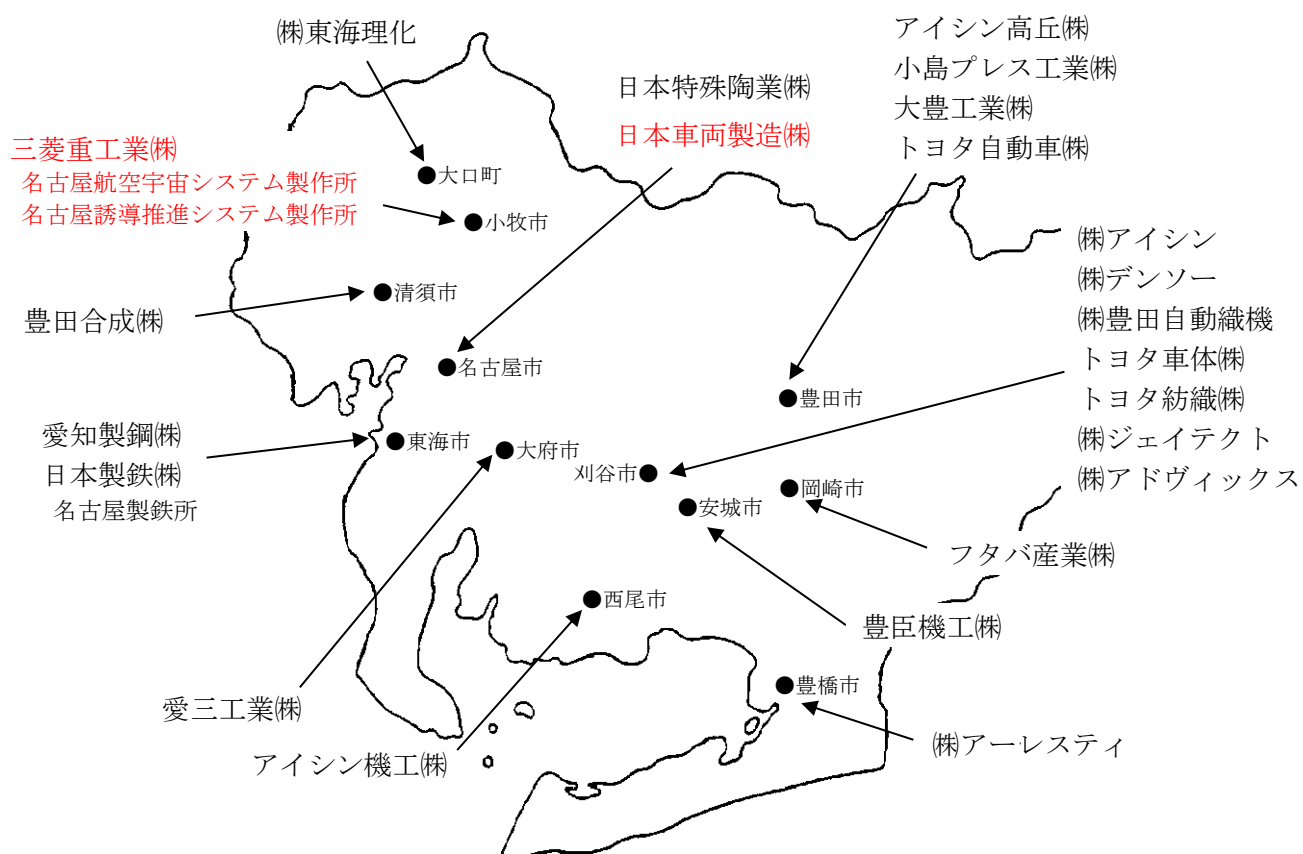 ㈱東海理化
アイシン高丘㈱
小島プレス工業㈱
大豊工業㈱
トヨタ自動車㈱
日本特殊陶業㈱
日本車両製造㈱
三菱重工業㈱
名古屋航空宇宙システム製作所
名古屋誘導推進システム製作所
●大口町
●小牧市
㈱アイシン
㈱デンソー
㈱豊田自動織機
トヨタ車体㈱
トヨタ紡織㈱
㈱ジェイテクト
㈱アドヴィックス
●清須市
豊田合成㈱
●名古屋市
●豊田市
愛知製鋼㈱
日本製鉄㈱
名古屋製鉄所
●東海市
●大府市
刈谷市●
●岡崎市
●安城市
フタバ産業㈱
●西尾市
豊臣機工㈱
●豊橋市
愛三工業㈱
アイシン機工㈱
㈱アーレスティ